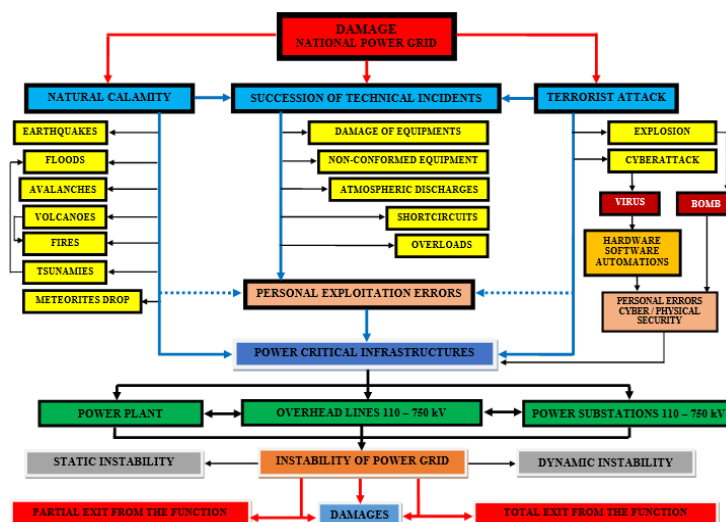 DAMAGE
NATIONAL POWER GRID
NATURAL CALAMITY
SUCCESSION OF TECHNICAL INCIDENTS
TERRORIST ATTACK
EARTHQUAKES
FLOODS
AVALANCHES
VOLCANOES
FIRES
TSUNAMIES
METEORITES DROP
DAMAGE OF EQUIPMENTS
NON-CONFORMED EQUIPMENT
ATMOSPHERIC DISCHARGES
SHORTCIRCUITS
OVERLOADS
EXPLOSION
CYBERATTACK
VIRUS
BOMB
HARDWARE
SOFTWARE
AUTOMATIONS
PERSONAL ERRORS
CYBER / PHYSICAL
SECURITY
PERSONAL EXPLOITATION ERRORS
POWER CRITICAL INFRASTRUCTURES
POWER PLANT
OVERHEAD LINES 110 – 750 kV
POWER SUBSTATIONS 110 – 750 kV
STATIC INSTABILITY
INSTABILITY OF POWER GRID
DYNAMIC INSTABILITY
PARTIAL EXIT FROM THE FUNCTION
DAMAGES
TOTAL EXIT FROM THE FUNCTION